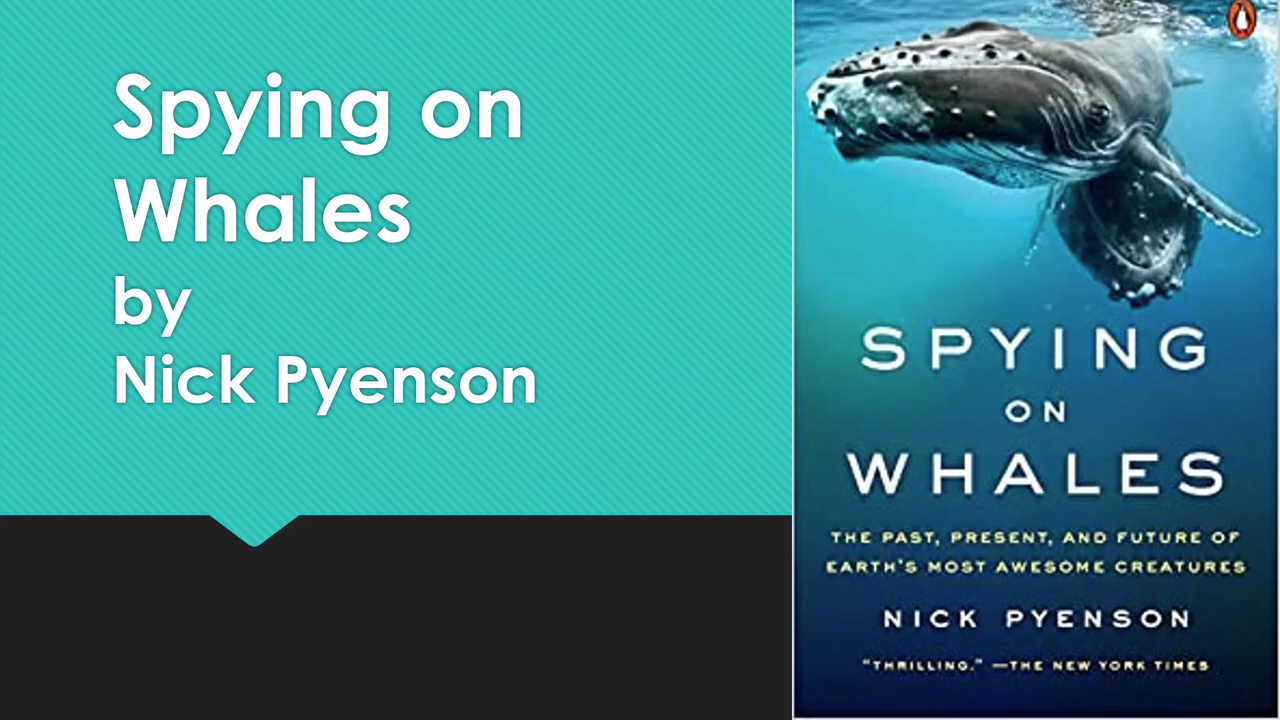 Spying on
Whales
by
Nick Pyenson
SPYING
ON
WHALES
THE PAST, PRESENT, AND FUTURE OF
EARTH'S MOST AWESOME CREATURES
NICK PYENSON
"THRILLING." —THE NEW YORK TIMES